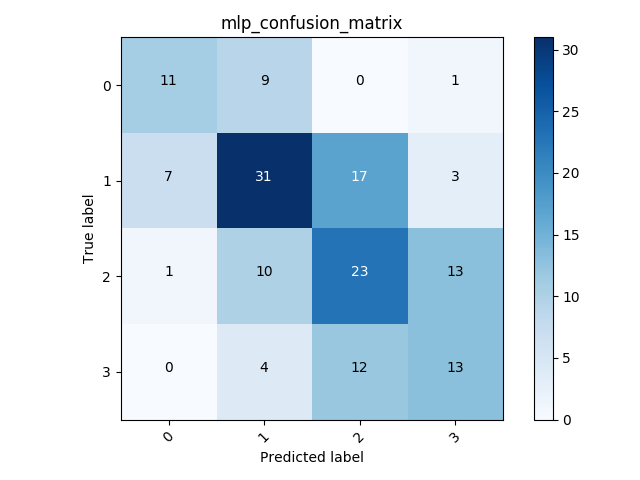 mlp_confusion_matrix
True label
0 11 9 0 1
1 7 31 17 3
2 1 10 23 13
3 0 4 12 13
0 1 2 3
Predicted label
30
25
20
15
10
5
0